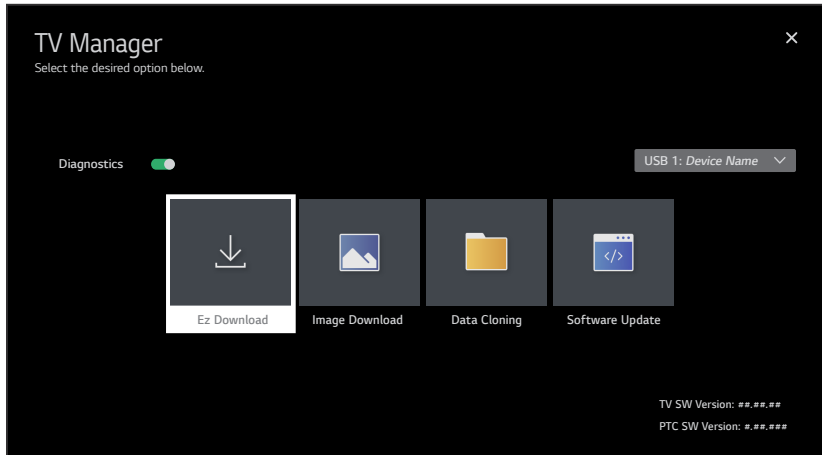 TV Manager
Select the desired option below.
Diagnostics
USB 1: Device Name
Ez Download
Image Download
Data Cloning
Software Update
TV SW Version: ##.##.##
PTC SW Version: #.##.###